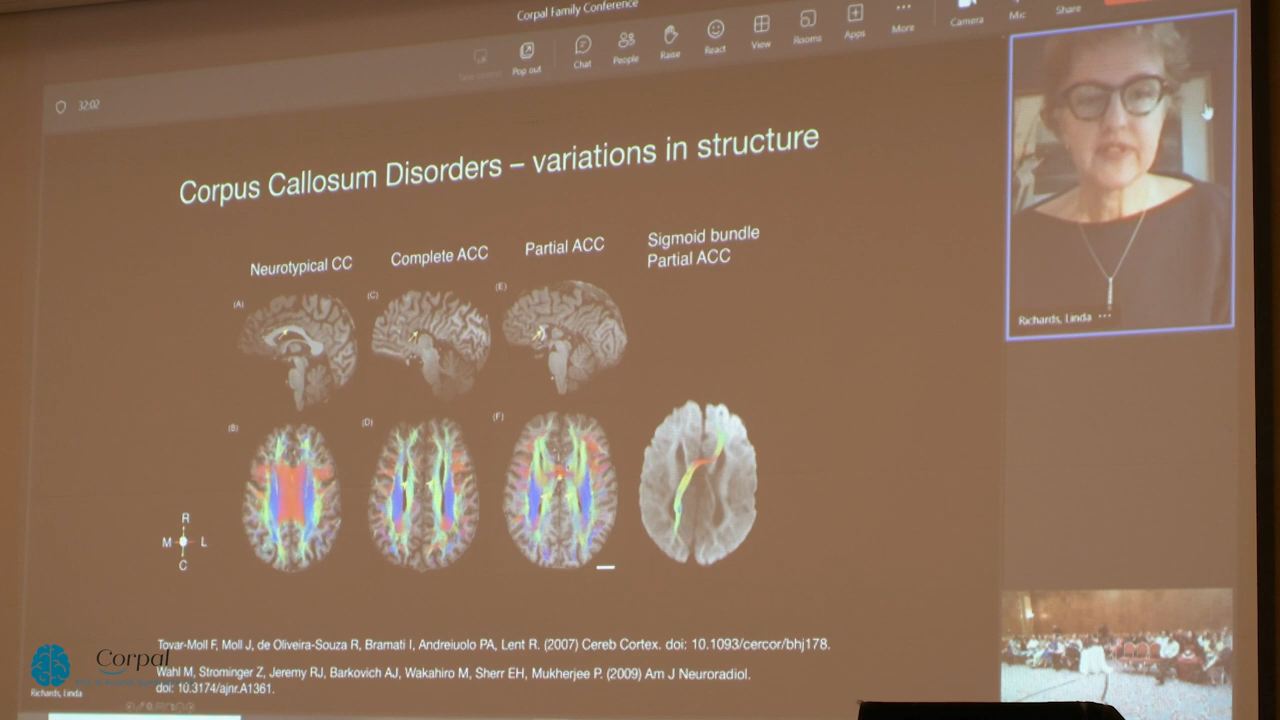 Corpal Family Conference
Pop out
Chat
People
Raise
React
View
Rooms
Apps
More
Camera
Mic
Share
32:02
Corpus Callosum Disorders – variations in structure
Neurotypical CC
Complete ACC
Partial ACC
Sigmoid bundle
Partial ACC
(A)
(C)
(E)
(B)
(D)
(F)
R
M L
C
Richards, Linda
Tovar-Moll F, Moll J, de Oliveira-Souza R, Bramati I, Andreiuolo PA, Lent R. (2007) Cereb Cortex. doi: 10.1093/cercor/bhj178.
Wahl M, Strominger Z, Jeremy RJ, Barkovich AJ, Wakahiro M, Sherr EH, Mukherjee P. (2009) Am J Neuroradiol.
doi: 10.3174/ajnr.A1361.
Corpal
Richards, Linda